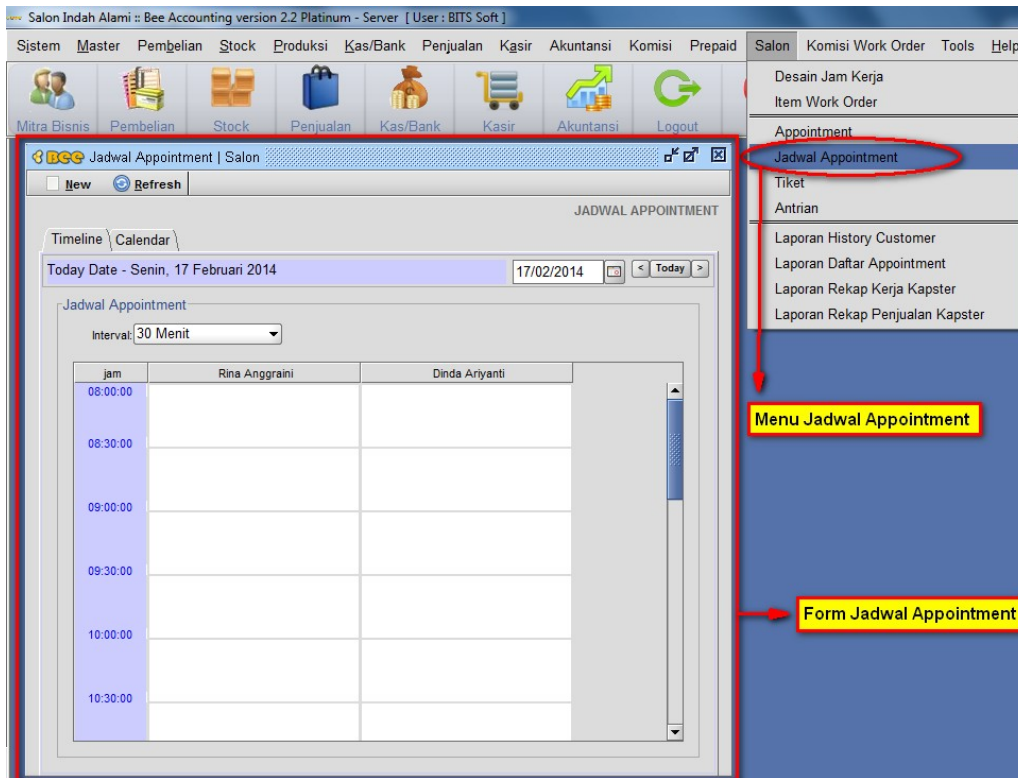 Salon Indah Alami :: Bee Accounting version 2.2 Platinum - Server [ User : BITS Soft ]
Sistem Master Pembelian Stock Produksi Kas/Bank Penjualan Kasir Akuntansi Komisi Prepaid Salon Komisi Work Order Tools Help
Mitra Bisnis Pembelian Stock Penjualan Kas/Bank Kasir Akuntansi Logout
Desain Jam Kerja
Item Work Order
Appointment
Jadwal Appointment
Tiket
Antrian
Laporan History Customer
Laporan Daftar Appointment
Laporan Rekap Kerja Kapster
Laporan Rekap Penjualan Kapster
Bee Jadwal Appointment | Salon
New Refresh
JADWAL APPOINTMENT
Timeline Calendar
Today Date - Senin, 17 Februari 2014 17/02/2014 < Today >
Jadwal Appointment
Interval: 30 Menit
jam Rina Anggraini Dinda Ariyanti
08:00:00
08:30:00
09:00:00
09:30:00
10:00:00
10:30:00
Menu Jadwal Appointment
Form Jadwal Appointment